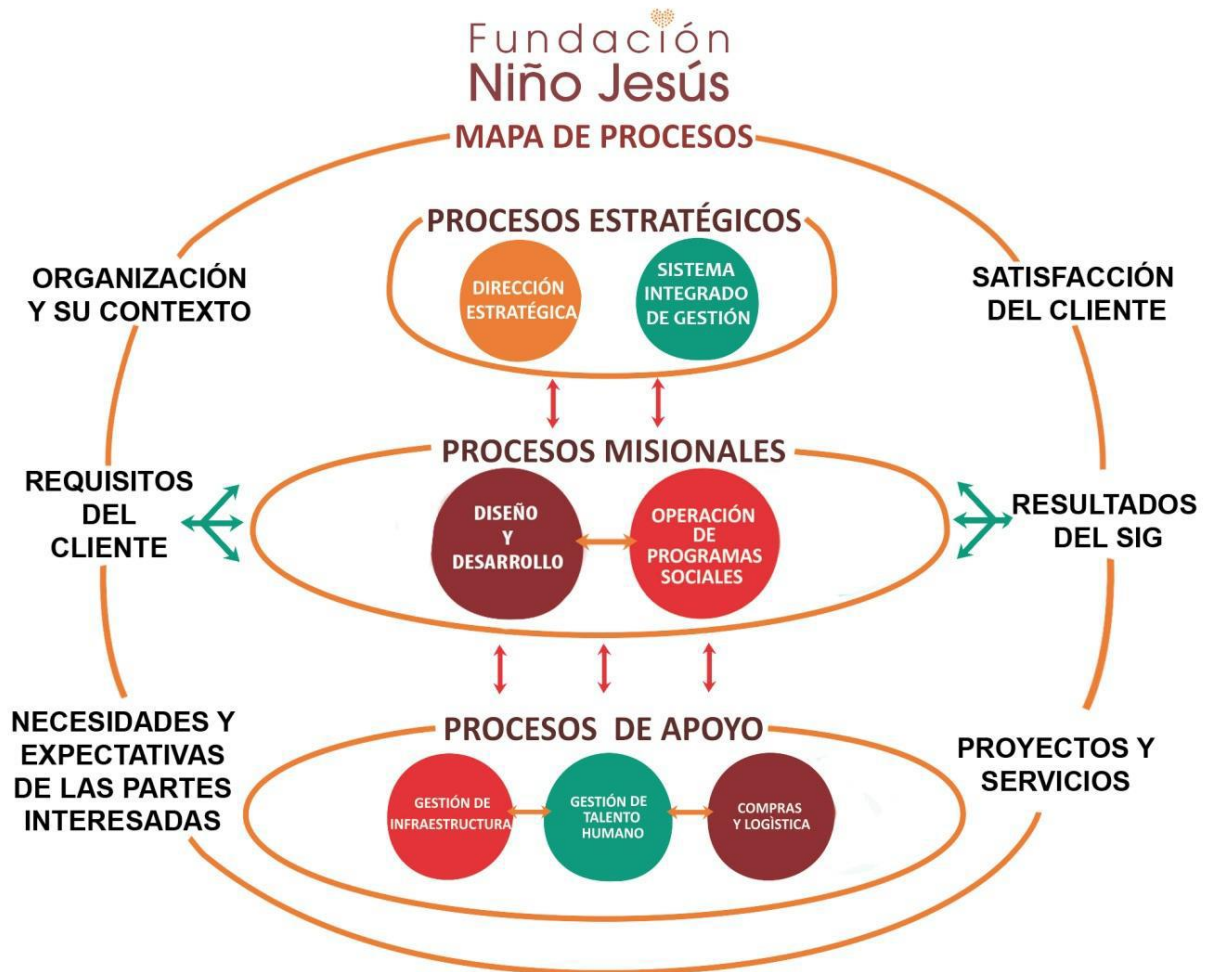 Fundación
Niño Jesús
MAPA DE PROCESOS
PROCESOS ESTRATÉGICOS
DIRECCIÓN
ESTRATÉGICA
SISTEMA
INTEGRADO
DE GESTIÓN
ORGANIZACIÓN
Y SU CONTEXTO
SATISFACCIÓN
DEL CLIENTE
PROCESOS MISIONALES
REQUISITOS
DEL
CLIENTE
DISEÑO
Y
DESARROLLO
OPERACIÓN
DE
PROGRAMAS
SOCIALES
RESULTADOS
DEL SIG
NECESIDADES Y
EXPECTATIVAS
DE LAS PARTES
INTERESADAS
PROCESOS DE APOYO
GESTIÓN DE
INFRAESTRUCTURA
GESTIÓN DE
TALENTO
HUMANO
COMPRAS
Y LOGÌSTICA
PROYECTOS Y
SERVICIOS